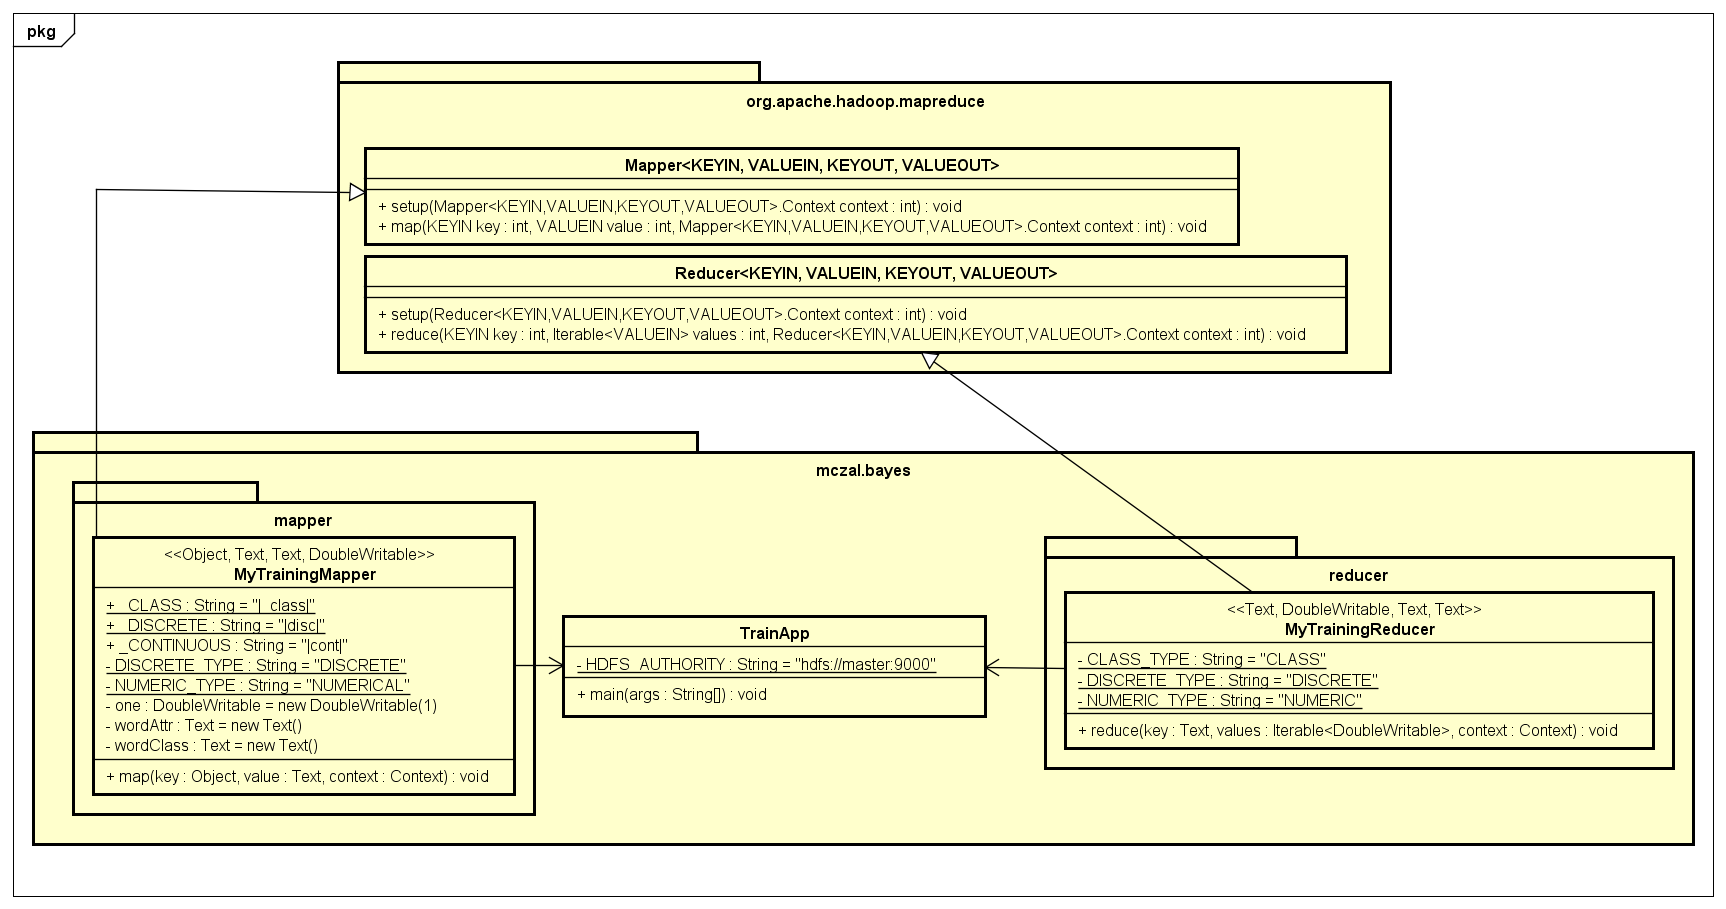 pkg
org.apache.hadoop.mapreduce
Mapper<KEYIN, VALUEIN, KEYOUT, VALUEOUT>
+ setup(Mapper<KEYIN,VALUEIN,KEYOUT,VALUEOUT>.Context context : int) : void
+ map(KEYIN key : int, VALUEIN value : int, Mapper<KEYIN,VALUEIN,KEYOUT,VALUEOUT>.Context context : int) : void
Reducer<KEYIN, VALUEIN, KEYOUT, VALUEOUT>
+ setup(Reducer<KEYIN,VALUEIN,KEYOUT,VALUEOUT>.Context context : int) : void
+ reduce(KEYIN key : int, Iterable<VALUEIN> values : int, Reducer<KEYIN,VALUEIN,KEYOUT,VALUEOUT>.Context context : int) : void
mczal.bayes
mapper
<<Object, Text, Text, DoubleWritable>>
MyTrainingMapper
+ _CLASS : String = "|_class|"
+ _DISCRETE : String = "|disc|"
+ _CONTINUOUS : String = "|cont|"
- DISCRETE_TYPE : String = "DISCRETE"
- NUMERIC_TYPE : String = "NUMERICAL"
- one : DoubleWritable = new DoubleWritable(1)
- wordAttr : Text = new Text()
- wordClass : Text = new Text()
+ map(key : Object, value : Text, context : Context) : void
TrainApp
- HDFS_AUTHORITY : String = "hdfs://master:9000"
+ main(args : String[]) : void
reducer
<<Text, DoubleWritable, Text, Text>>
MyTrainingReducer
- CLASS_TYPE : String = "CLASS"
- DISCRETE_TYPE : String = "DISCRETE"
- NUMERIC_TYPE : String = "NUMERIC"
+ reduce(key : Text, values : Iterable<DoubleWritable>, context : Context) : void